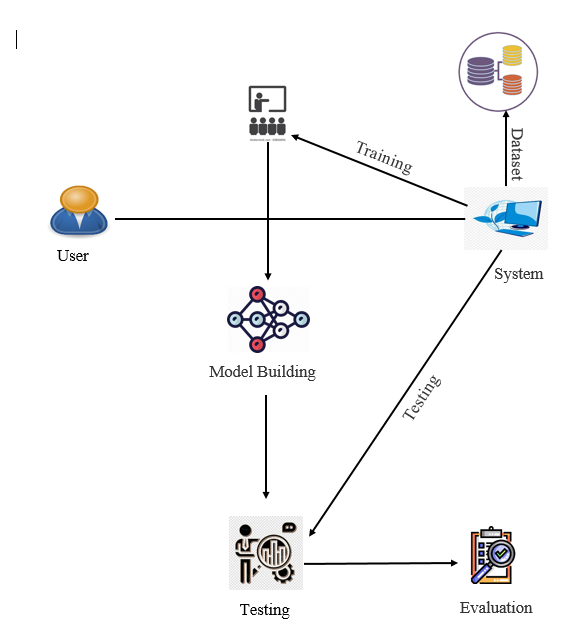 Training
Dataset
User
System
Model Building
Testing
Testing
Evaluation